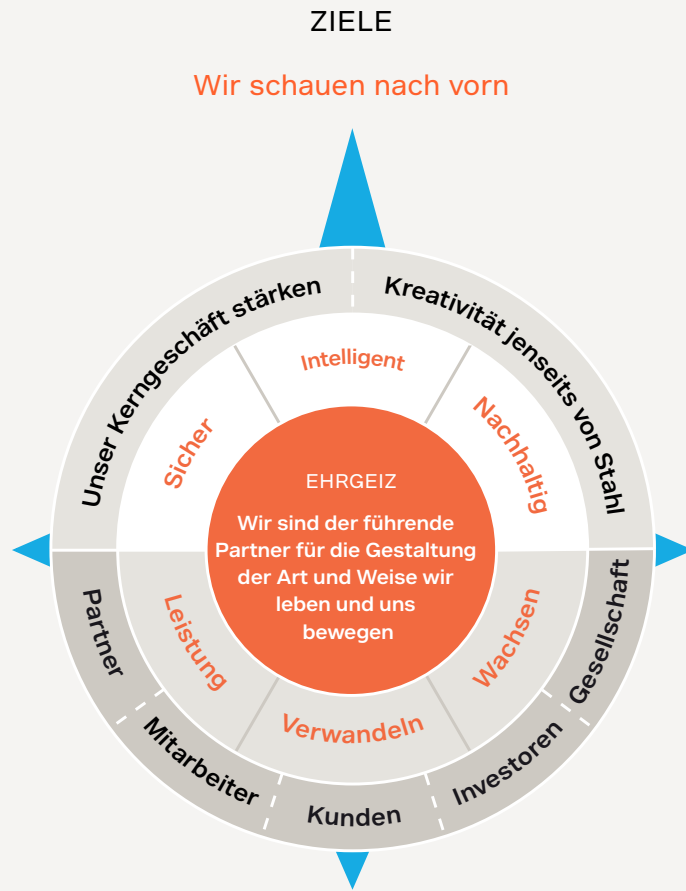 ZIELE
Wir schauen nach vorn
Unser Kerngeschäft stärken
Kreativität jenseits von Stahl
Sicher
Intelligent
Nachhaltig
EHRGEIZ
Wir sind der führende
Partner für die Gestaltung
der Art und Weise wir
leben und uns
bewegen
Leistung
Verwandeln
Wachsen
Partner
Mitarbeiter
Kunden
Investoren
Gesellschaft